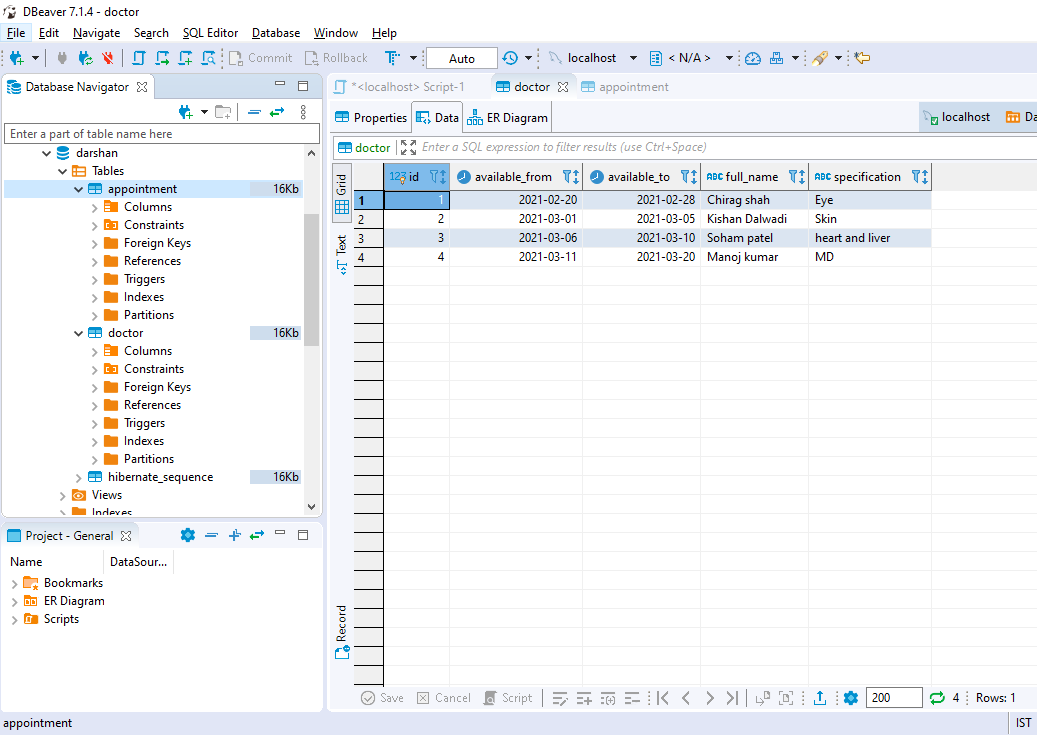 DBeaver 7.1.4 - doctor
File Edit Navigate Search SQL Editor Database Window Help
Commit Rollback Auto localhost < N/A >
Database Navigator
Enter a part of table name here
darshan
Tables
appointment 16Kb
Columns
Constraints
Foreign Keys
References
Triggers
Indexes
Partitions
doctor 16Kb
Columns
Constraints
Foreign Keys
References
Triggers
Indexes
Partitions
hibernate_sequence 16Kb
Views
Indexes
Project - General
Name DataSour...
Bookmarks
ER Diagram
Scripts
*<localhost> Script-1 doctor appointment
Properties Data ER Diagram localhost Da
doctor Enter a SQL expression to filter results (use Ctrl+Space)
Grid
Text
Record
123 id available_from available_to ABC full_name ABC specification
1 1 2021-02-20 2021-02-28 Chirag shah Eye
2 2 2021-03-01 2021-03-05 Kishan Dalwadi Skin
3 3 2021-03-06 2021-03-10 Soham patel heart and liver
4 4 2021-03-11 2021-03-20 Manoj kumar MD
Save Cancel Script 200 4 Rows: 1
appointment IST